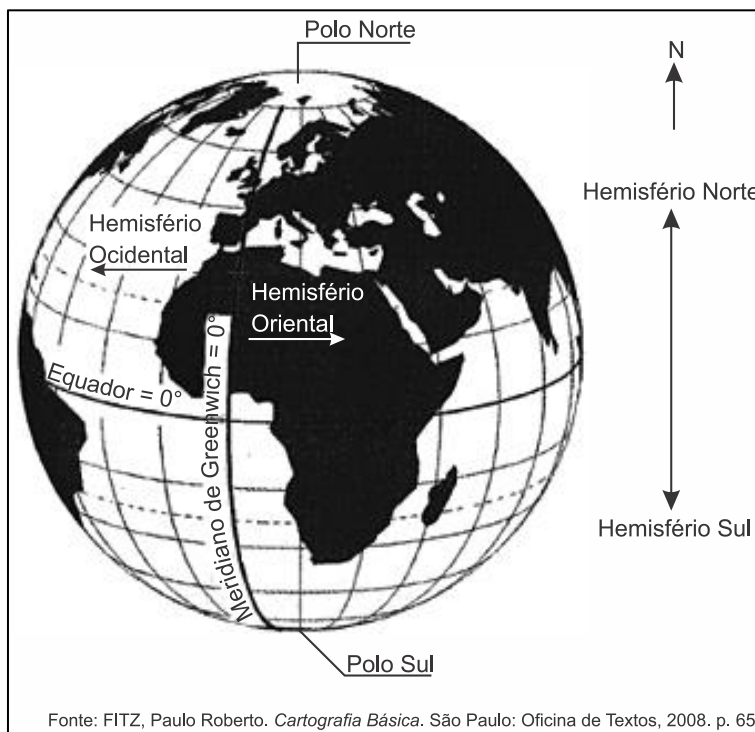 Polo Norte
N
Hemisfério Norte
Hemisfério
Ocidental
Hemisfério
Oriental
Equador = 0°
Meridiano de Greenwich = 0°
Hemisfério Sul
Polo Sul
Fonte: FITZ, Paulo Roberto. Cartografia Básica. São Paulo: Oficina de Textos, 2008. p. 65